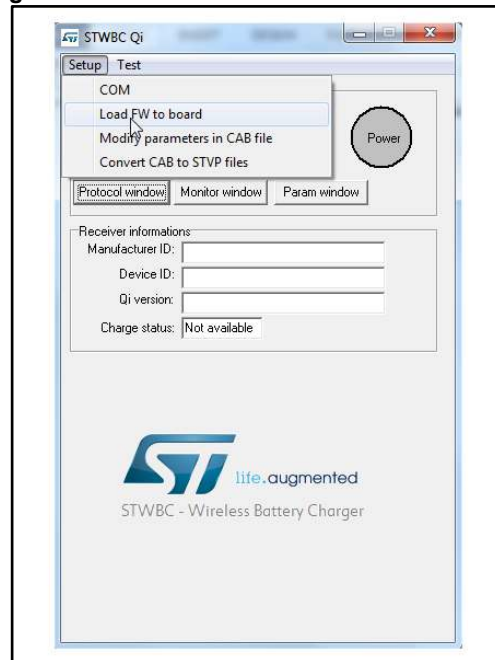 STWBC Qi
Setup Test
COM
Load FW to board
Modify parameters in CAB file
Convert CAB to STVP files
Power
Protocol window Monitor window Param window
Receiver informations
Manufacturer ID:
Device ID:
Qi version:
Charge status: Not available
ST life.augmented
STWBC - Wireless Battery Charger